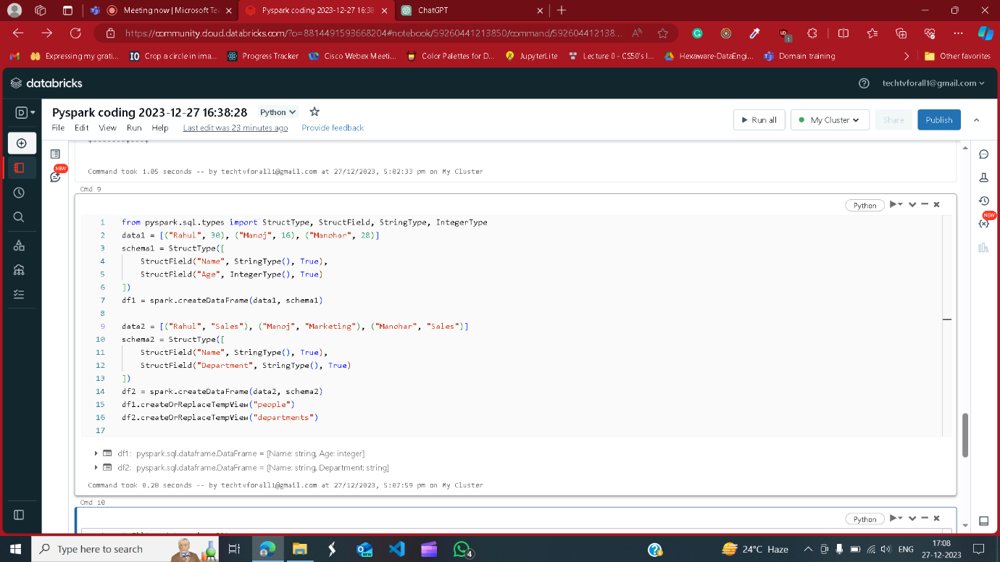 Meeting now | Microsoft Tea
Pyspark coding 2023-12-27 16:38
ChatGPT
https://community.cloud.databricks.com/?o=8814491593668204#notebook/59260441213850/command/592604412138...
Expressing my grati...
Crop a circle in ima...
Progress Tracker
Cisco Webex Meeti...
Color Palettes for D...
JupyterLite
Lecture 0 - CS50's I...
Hexaware-DataEngi...
Domain training
Other favorites
databricks
techtvforall1@gmail.com
D
Pyspark coding 2023-12-27 16:38:28 Python
Run all
My Cluster
Share
Publish
File Edit View Run Help Last edit was 23 minutes ago Provide feedback
NEW
Command took 1.05 seconds -- by techtvforall1@gmail.com at 27/12/2023, 5:02:33 pm on My Cluster
Cmd 9
Python
NEW
1 from pyspark.sql.types import StructType, StructField, StringType, IntegerType
2 data1 = [("Rahul", 30), ("Manoj", 16), ("Manohar", 28)]
3 schema1 = StructType([
4 StructField("Name", StringType(), True),
5 StructField("Age", IntegerType(), True)
6 ])
7 df1 = spark.createDataFrame(data1, schema1)
8
9 data2 = [("Rahul", "Sales"), ("Manoj", "Marketing"), ("Manohar", "Sales")]
10 schema2 = StructType([
11 StructField("Name", StringType(), True),
12 StructField("Department", StringType(), True)
13 ])
14 df2 = spark.createDataFrame(data2, schema2)
15 df1.createOrReplaceTempView("people")
16 df2.createOrReplaceTempView("departments")
17
df1: pyspark.sql.dataframe.DataFrame = [Name: string, Age: integer]
df2: pyspark.sql.dataframe.DataFrame = [Name: string, Department: string]
Command took 0.20 seconds -- by techtvforall1@gmail.com at 27/12/2023, 5:07:59 pm on My Cluster
Cmd 10
Python
Type here to search
4
24°C Haze
ENG
17:08
27-12-2023